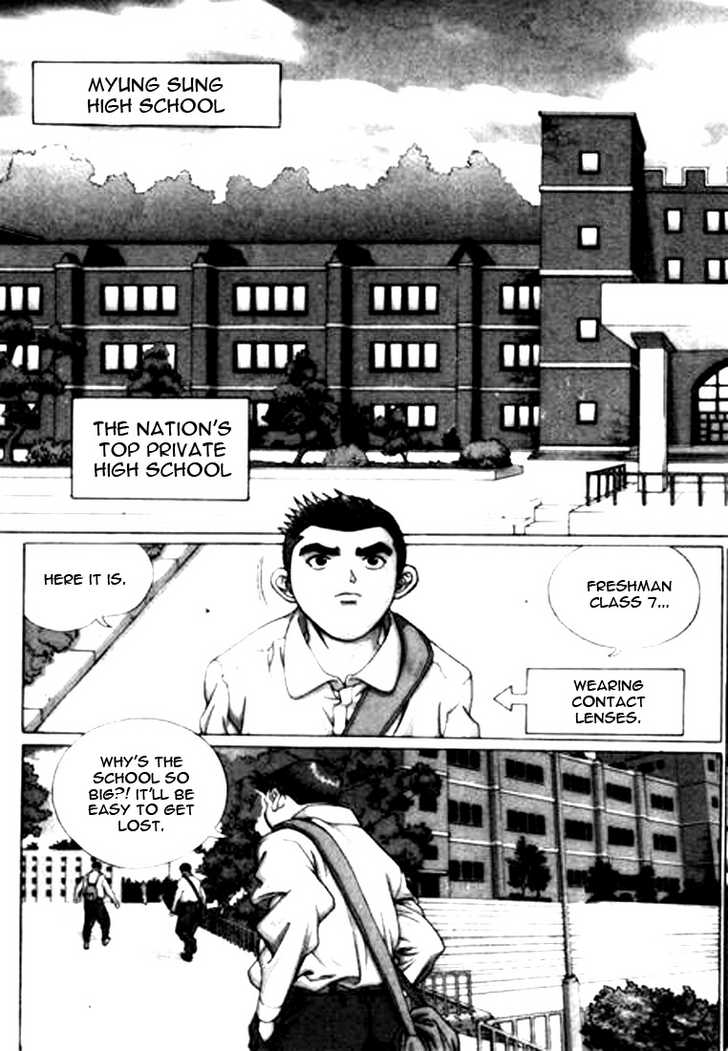 MYUNG SUNG
HIGH SCHOOL
THE NATION'S
TOP PRIVATE
HIGH SCHOOL
HERE IT IS.
FRESHMAN
CLASS 7...
WEARING
CONTACT
LENSES.
WHY'S THE
SCHOOL SO
BIG?! IT'LL BE
EASY TO GET
LOST.